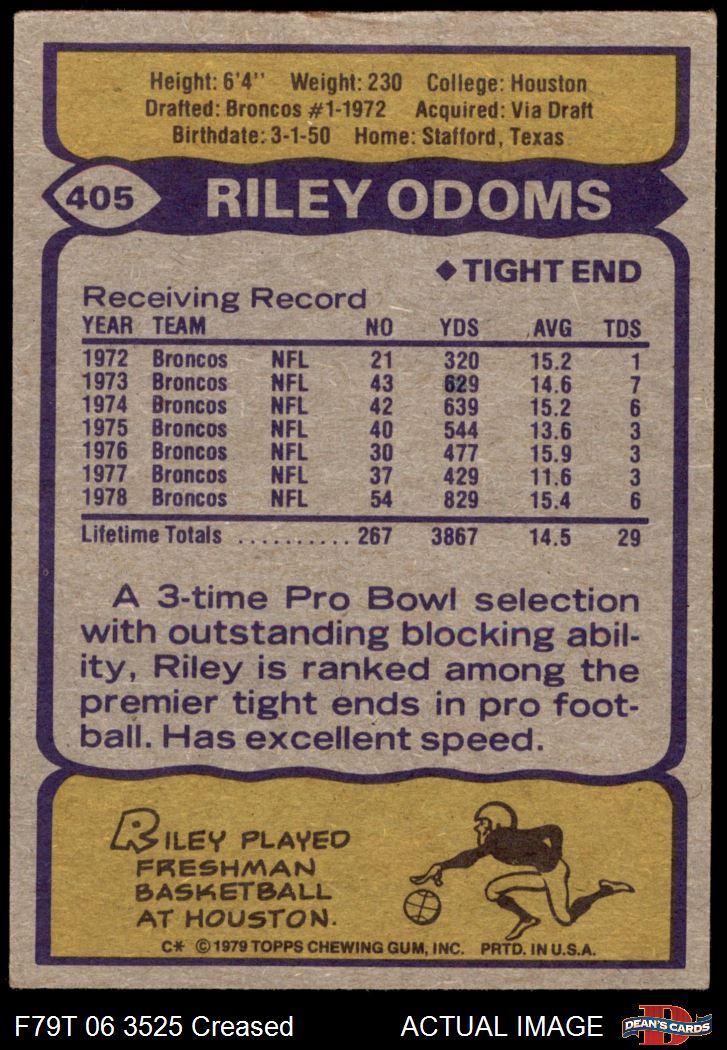 Height: 6'4" Weight: 230 College: Houston
Drafted: Broncos #1-1972 Acquired: Via Draft
Birthdate: 3-1-50 Home: Stafford, Texas
405 RILEY ODOMS
◆ TIGHT END
Receiving Record
YEAR TEAM NO YDS AVG TDS
1972 Broncos NFL 21 320 15.2 1
1973 Broncos NFL 43 629 14.6 7
1974 Broncos NFL 42 639 15.2 6
1975 Broncos NFL 40 544 13.6 3
1976 Broncos NFL 30 477 15.9 3
1977 Broncos NFL 37 429 11.6 3
1978 Broncos NFL 54 829 15.4 6
Lifetime Totals .......... 267 3867 14.5 29
A 3-time Pro Bowl selection
with outstanding blocking abil-
ity, Riley is ranked among the
premier tight ends in pro foot-
ball. Has excellent speed.
RILEY PLAYED
FRESHMAN
BASKETBALL
AT HOUSTON.
C* © 1979 TOPPS CHEWING GUM, INC. PRTD. IN U.S.A.
F79T 06 3525 Creased ACTUAL IMAGE D DEAN'S CARDS